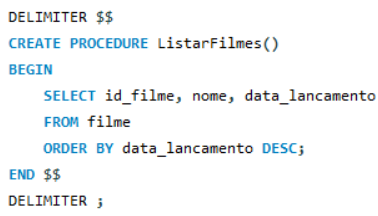 DELIMITER $$
CREATE PROCEDURE ListarFilmes()
BEGIN
    SELECT id_filme, nome, data_lancamento
    FROM filme
    ORDER BY data_lancamento DESC;
END $$
DELIMITER ;